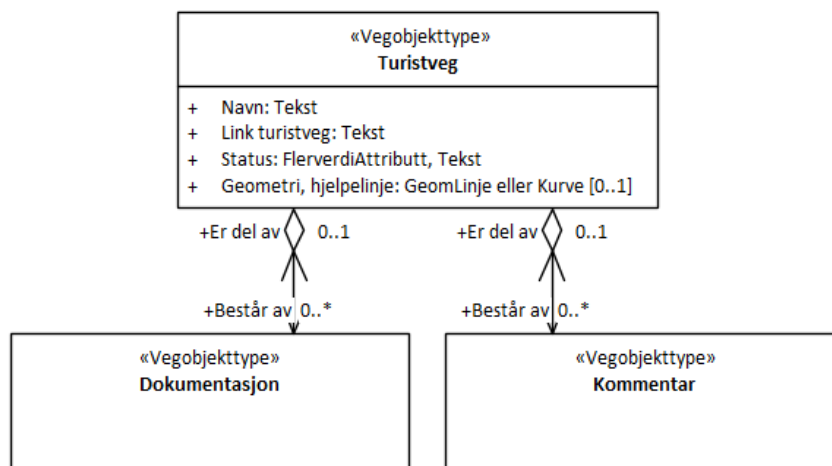 «Vegobjekttype»
Turistveg
+ Navn: Tekst
+ Link turistveg: Tekst
+ Status: FlerverdiAttributt, Tekst
+ Geometri, hjelpelinje: GeomLinje eller Kurve [0..1]
+Er del av 0..1 +Er del av 0..1
+Består av 0..* +Består av 0..*
«Vegobjekttype»
Dokumentasjon
«Vegobjekttype»
Kommentar